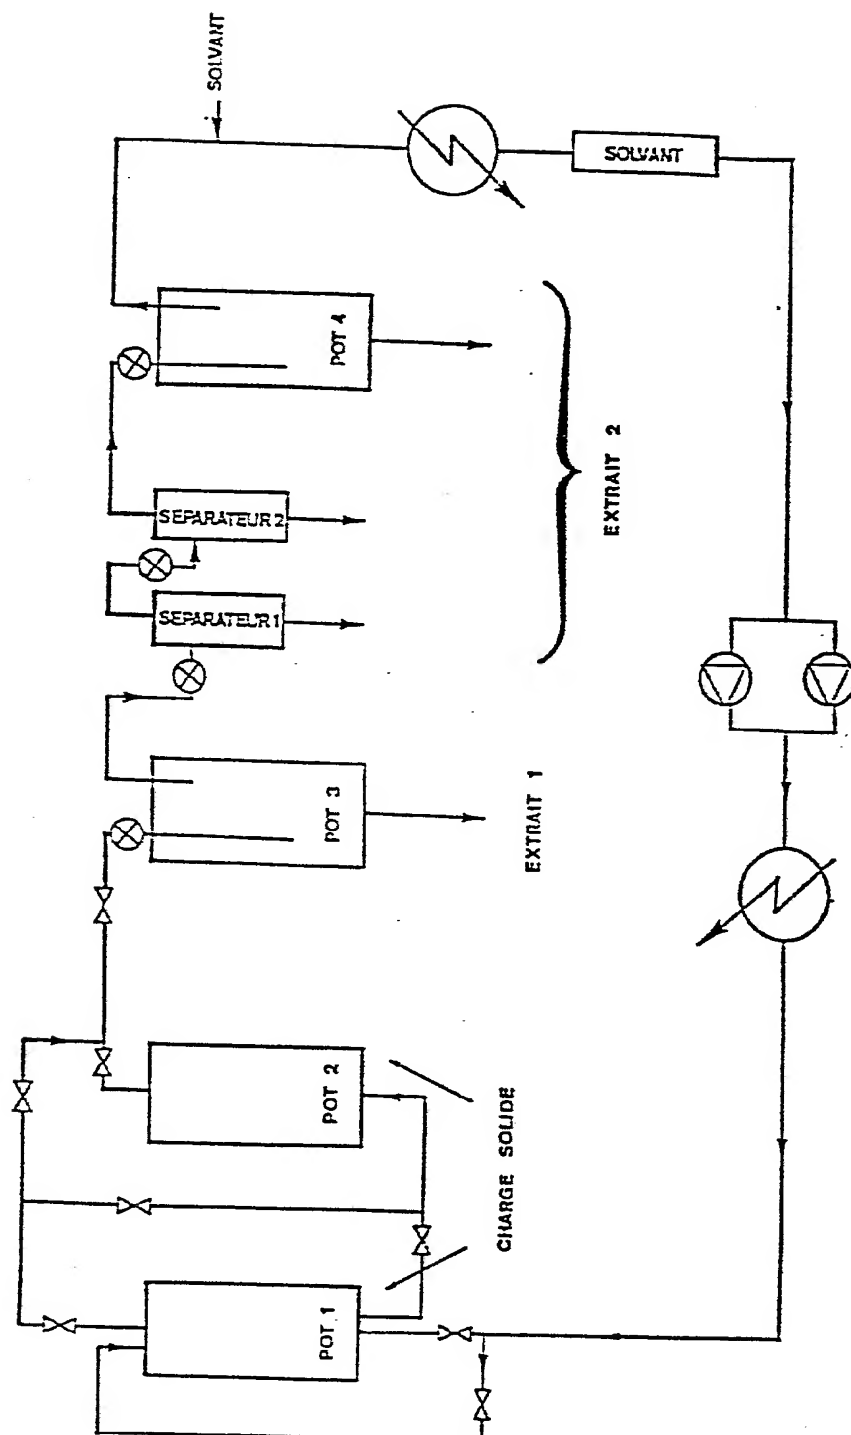 SOLVANT
SOLVANT
POT 4
SEPARATEUR 2
SEPARATEUR 1
EXTRAIT 2
POT 3
EXTRAIT 1
POT 2
CHARGE SOLIDE
POT 1